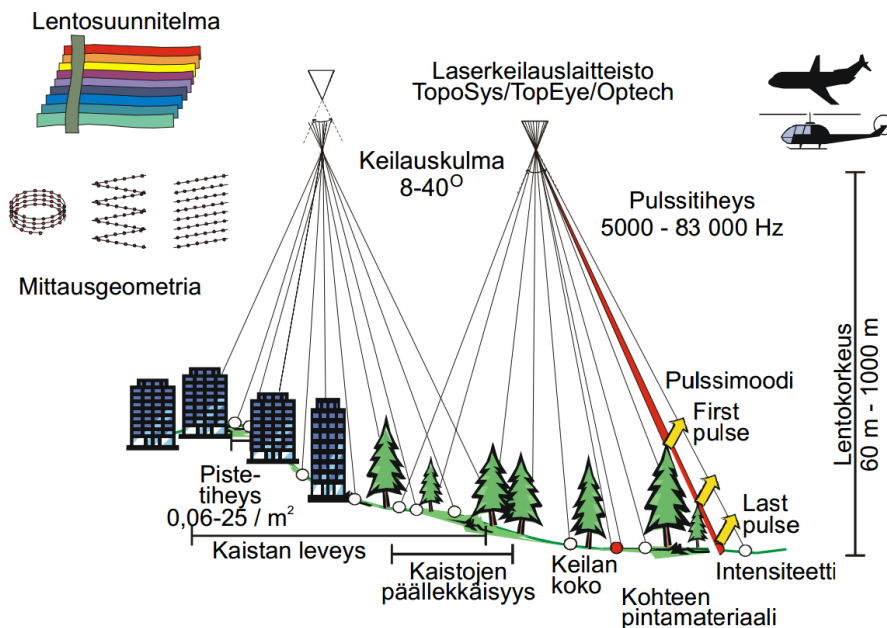 Lentosuunnitelma
Laserkeilauslaitteisto
TopoSys/TopEye/Optech
Keilauskulma
8-40O
Pulssitiheys
5000 - 83 000 Hz
Mittausgeometria
Lentokorkeus
60 m - 1000 m
Pulssimoodi
First
pulse
Last
pulse
Piste-
tiheys
0,06-25 / m²
Kaistan leveys
Kaistojen
päällekkäisyys
Keilan
koko
Intensiteetti
Kohteen
pintamateriaali